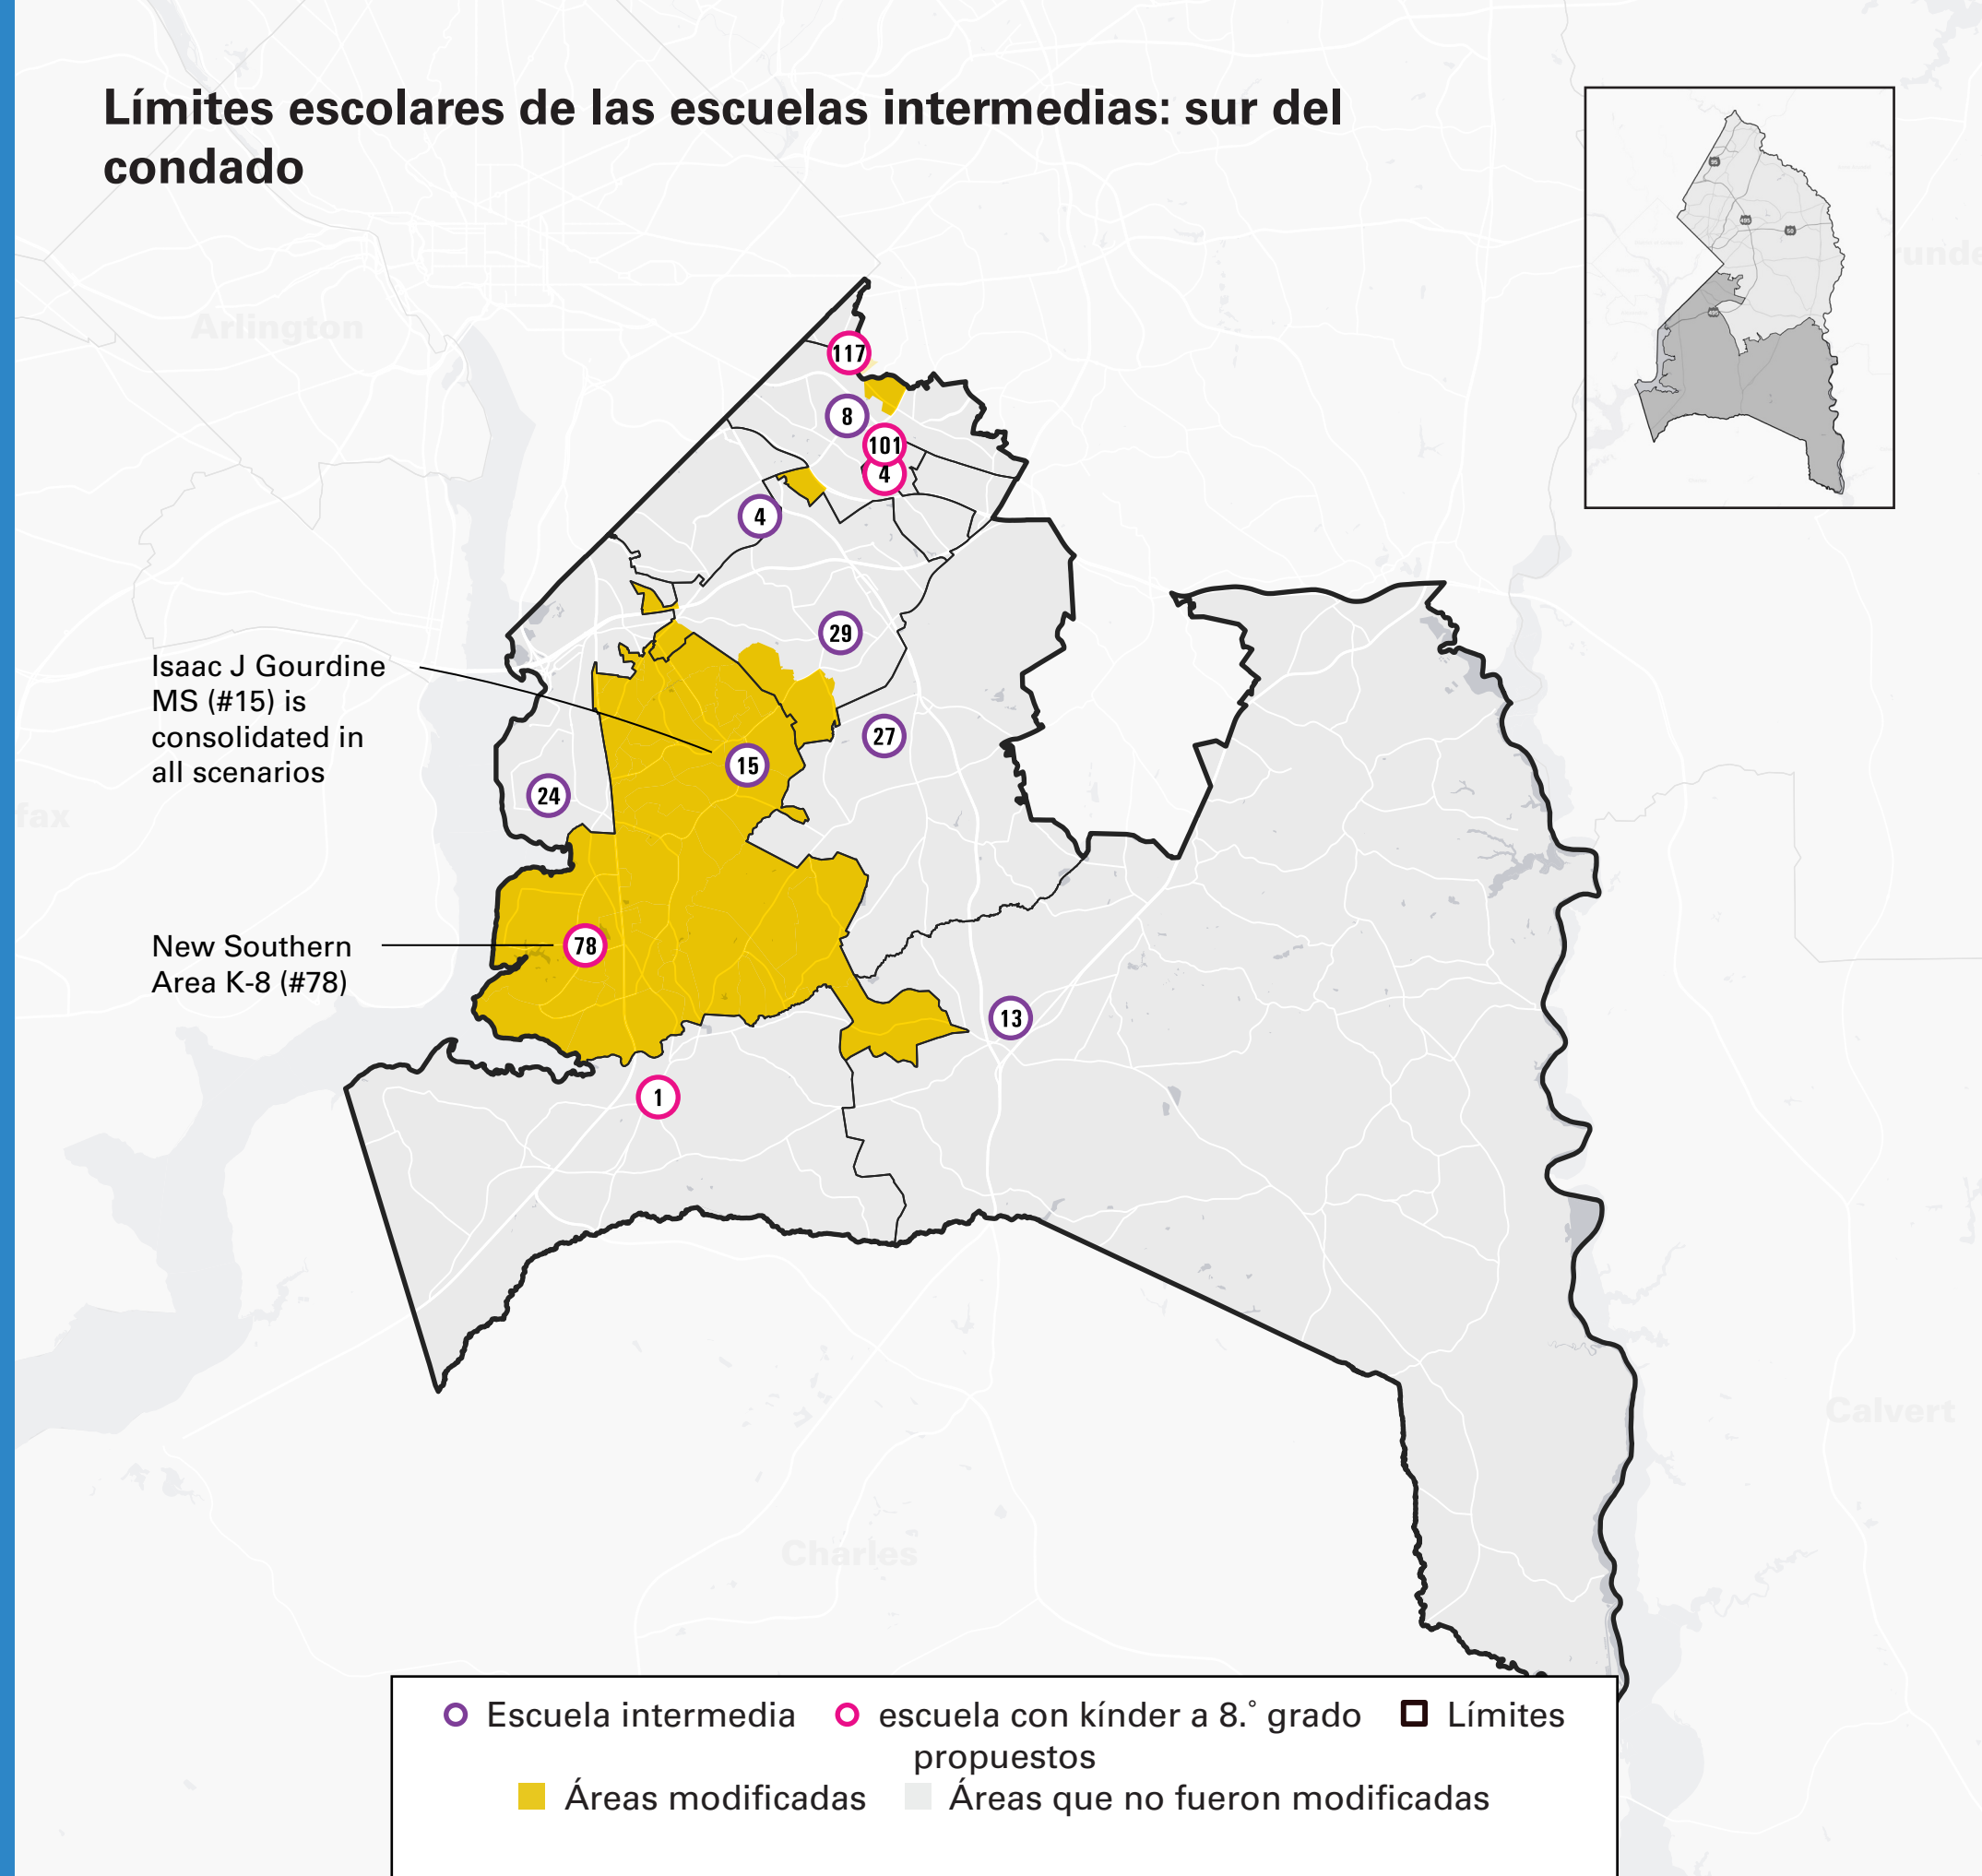 Límites escolares de las escuelas intermedias: sur del
condado
Arlington
117
8
101
4
4
29
Isaac J Gourdine
MS (#15) is
consolidated in
all scenarios
27
15
24
fax
New Southern
Area K-8 (#78)
78
13
1
Calvert
Charles
Escuela intermedia
escuela con kínder a 8.° grado
Límites
propuestos
Áreas modificadas
Áreas que no fueron modificadas